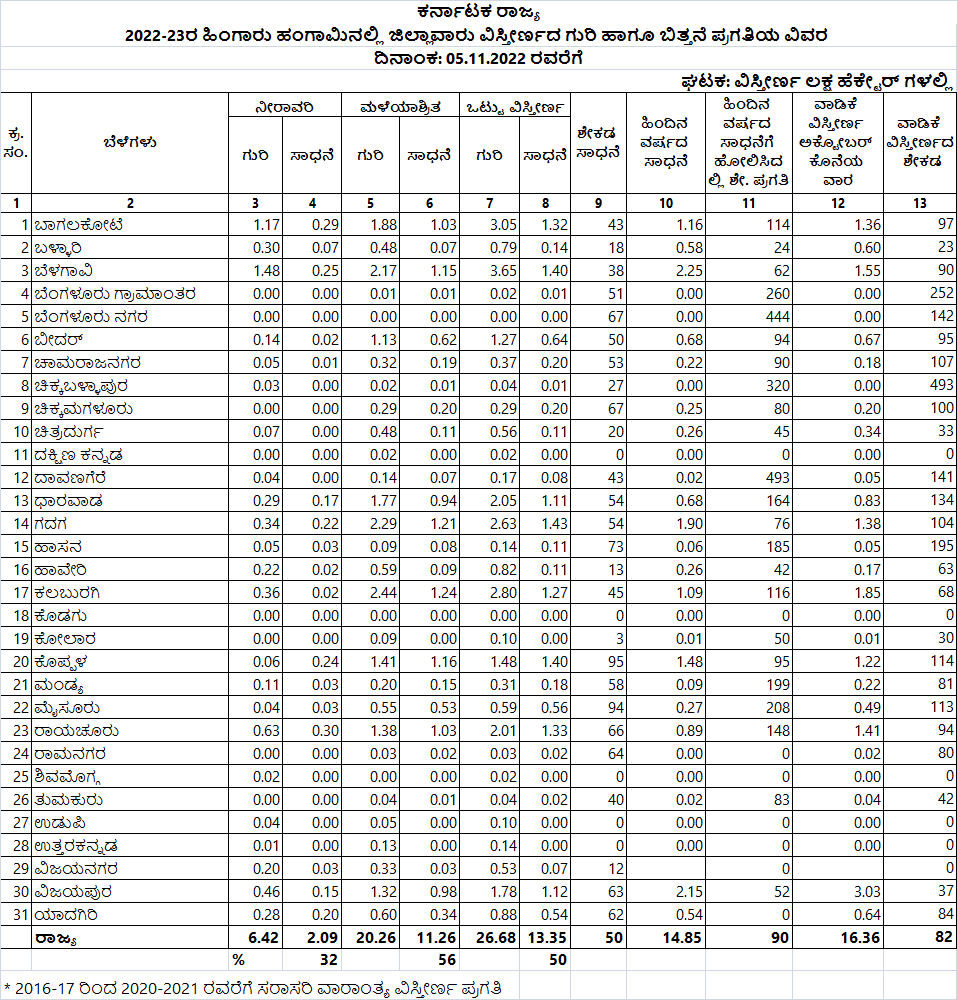 ಕರ್ನಾಟಕ ರಾಜ್ಯ
2022-23ರ ಹಿಂಗಾರು ಹಂಗಾಮಿನಲ್ಲಿ ಜಿಲ್ಲಾವಾರು ವಿಸ್ತೀರ್ಣದ ಗುರಿ ಹಾಗೂ ಬಿತ್ತನೆ ಪ್ರಗತಿಯ ವಿವರ
ದಿನಾಂಕ: 05.11.2022 ರವರೆಗೆ
ಘಟಕ: ವಿಸ್ತೀರ್ಣ ಲಕ್ಷ ಹೆಕ್ಟೇರ್ ಗಳಲ್ಲಿ
ಕ್ರ. ಸಂ. ಬೆಳೆಗಳು ನೀರಾವರಿ ಮಳೆಯಾಶ್ರಿತ ಒಟ್ಟು ವಿಸ್ತೀರ್ಣ ಶೇಕಡ ಸಾಧನೆ ಹಿಂದಿನ ವರ್ಷದ ಸಾಧನೆ ಹಿಂದಿನ ವರ್ಷದ ಸಾಧನೆಗೆ ಹೋಲಿಸಿದಲ್ಲಿ ಶೇ. ಪ್ರಗತಿ ವಾಡಿಕೆ ವಿಸ್ತೀರ್ಣ ಅಕ್ಟೋಬರ್ ಕೊನೆಯ ವಾರ ವಾಡಿಕೆ ವಿಸ್ತೀರ್ಣದ ಶೇಕಡ
ಗುರಿ ಸಾಧನೆ ಗುರಿ ಸಾಧನೆ ಗುರಿ ಸಾಧನೆ
1 2 3 4 5 6 7 8 9 10 11 12 13
1 ಬಾಗಲಕೋಟೆ 1.17 0.29 1.88 1.03 3.05 1.32 43 1.16 114 1.36 97
2 ಬಳ್ಳಾರಿ 0.30 0.07 0.48 0.07 0.79 0.14 18 0.58 24 0.60 23
3 ಬೆಳಗಾವಿ 1.48 0.25 2.17 1.15 3.65 1.40 38 2.25 62 1.55 90
4 ಬೆಂಗಳೂರು ಗ್ರಾಮಾಂತರ 0.00 0.00 0.01 0.01 0.02 0.01 51 0.00 260 0.00 252
5 ಬೆಂಗಳೂರು ನಗರ 0.00 0.00 0.00 0.00 0.00 0.00 67 0.00 444 0.00 142
6 ಬೀದರ್ 0.14 0.02 1.13 0.62 1.27 0.64 50 0.68 94 0.67 95
7 ಚಾಮರಾಜನಗರ 0.05 0.01 0.32 0.19 0.37 0.20 53 0.22 90 0.18 107
8 ಚಿಕ್ಕಬಳ್ಳಾಪುರ 0.03 0.00 0.02 0.01 0.04 0.01 27 0.00 320 0.00 493
9 ಚಿಕ್ಕಮಗಳೂರು 0.00 0.00 0.29 0.20 0.29 0.20 67 0.25 80 0.20 100
10 ಚಿತ್ರದುರ್ಗ 0.07 0.00 0.48 0.11 0.56 0.11 20 0.26 45 0.34 33
11 ದಕ್ಷಿಣ ಕನ್ನಡ 0.00 0.00 0.02 0.00 0.02 0.00 0 0.00 0 0.00 0
12 ದಾವಣಗೆರೆ 0.04 0.00 0.14 0.07 0.17 0.08 43 0.02 493 0.05 141
13 ಧಾರವಾಡ 0.29 0.17 1.77 0.94 2.05 1.11 54 0.68 164 0.83 134
14 ಗದಗ 0.34 0.22 2.29 1.21 2.63 1.43 54 1.90 76 1.38 104
15 ಹಾಸನ 0.05 0.03 0.09 0.08 0.14 0.11 73 0.06 185 0.05 195
16 ಹಾವೇರಿ 0.22 0.02 0.59 0.09 0.82 0.11 13 0.26 42 0.17 63
17 ಕಲಬುರಗಿ 0.36 0.02 2.44 1.24 2.80 1.27 45 1.09 116 1.85 68
18 ಕೊಡಗು 0.00 0.00 0.00 0.00 0.00 0.00 0 0.00 0 0.00 0
19 ಕೋಲಾರ 0.00 0.00 0.09 0.00 0.10 0.00 3 0.01 50 0.01 30
20 ಕೊಪ್ಪಳ 0.06 0.24 1.41 1.16 1.48 1.40 95 1.48 95 1.22 114
21 ಮಂಡ್ಯ 0.11 0.03 0.20 0.15 0.31 0.18 58 0.09 199 0.22 81
22 ಮೈಸೂರು 0.04 0.03 0.55 0.53 0.59 0.56 94 0.27 208 0.49 113
23 ರಾಯಚೂರು 0.63 0.30 1.38 1.03 2.01 1.33 66 0.89 148 1.41 94
24 ರಾಮನಗರ 0.00 0.00 0.03 0.02 0.03 0.02 64 0.00 0 0.02 80
25 ಶಿವಮೊಗ್ಗ 0.02 0.00 0.00 0.00 0.02 0.00 0 0.00 0 0.00 0
26 ತುಮಕುರು 0.00 0.00 0.04 0.01 0.04 0.02 40 0.02 83 0.04 42
27 ಉಡುಪಿ 0.04 0.00 0.05 0.00 0.10 0.00 0 0.00 0 0.00 0
28 ಉತ್ತರಕನ್ನಡ 0.01 0.00 0.13 0.00 0.14 0.00 0 0.00 0 0.00 0
29 ವಿಜಯನಗರ 0.20 0.03 0.33 0.03 0.53 0.07 12 0 0
30 ವಿಜಯಪುರ 0.46 0.15 1.32 0.98 1.78 1.12 63 2.15 52 3.03 37
31 ಯಾದಗಿರಿ 0.28 0.20 0.60 0.34 0.88 0.54 62 0.54 0 0.64 84
ರಾಜ್ಯ 6.42 2.09 20.26 11.26 26.68 13.35 50 14.85 90 16.36 82
% 32 56 50
* 2016-17 ರಿಂದ 2020-2021 ರವರೆಗೆ ಸರಾಸರಿ ವಾರಾಂತ್ಯ ವಿಸ್ತೀರ್ಣ ಪ್ರಗತಿ